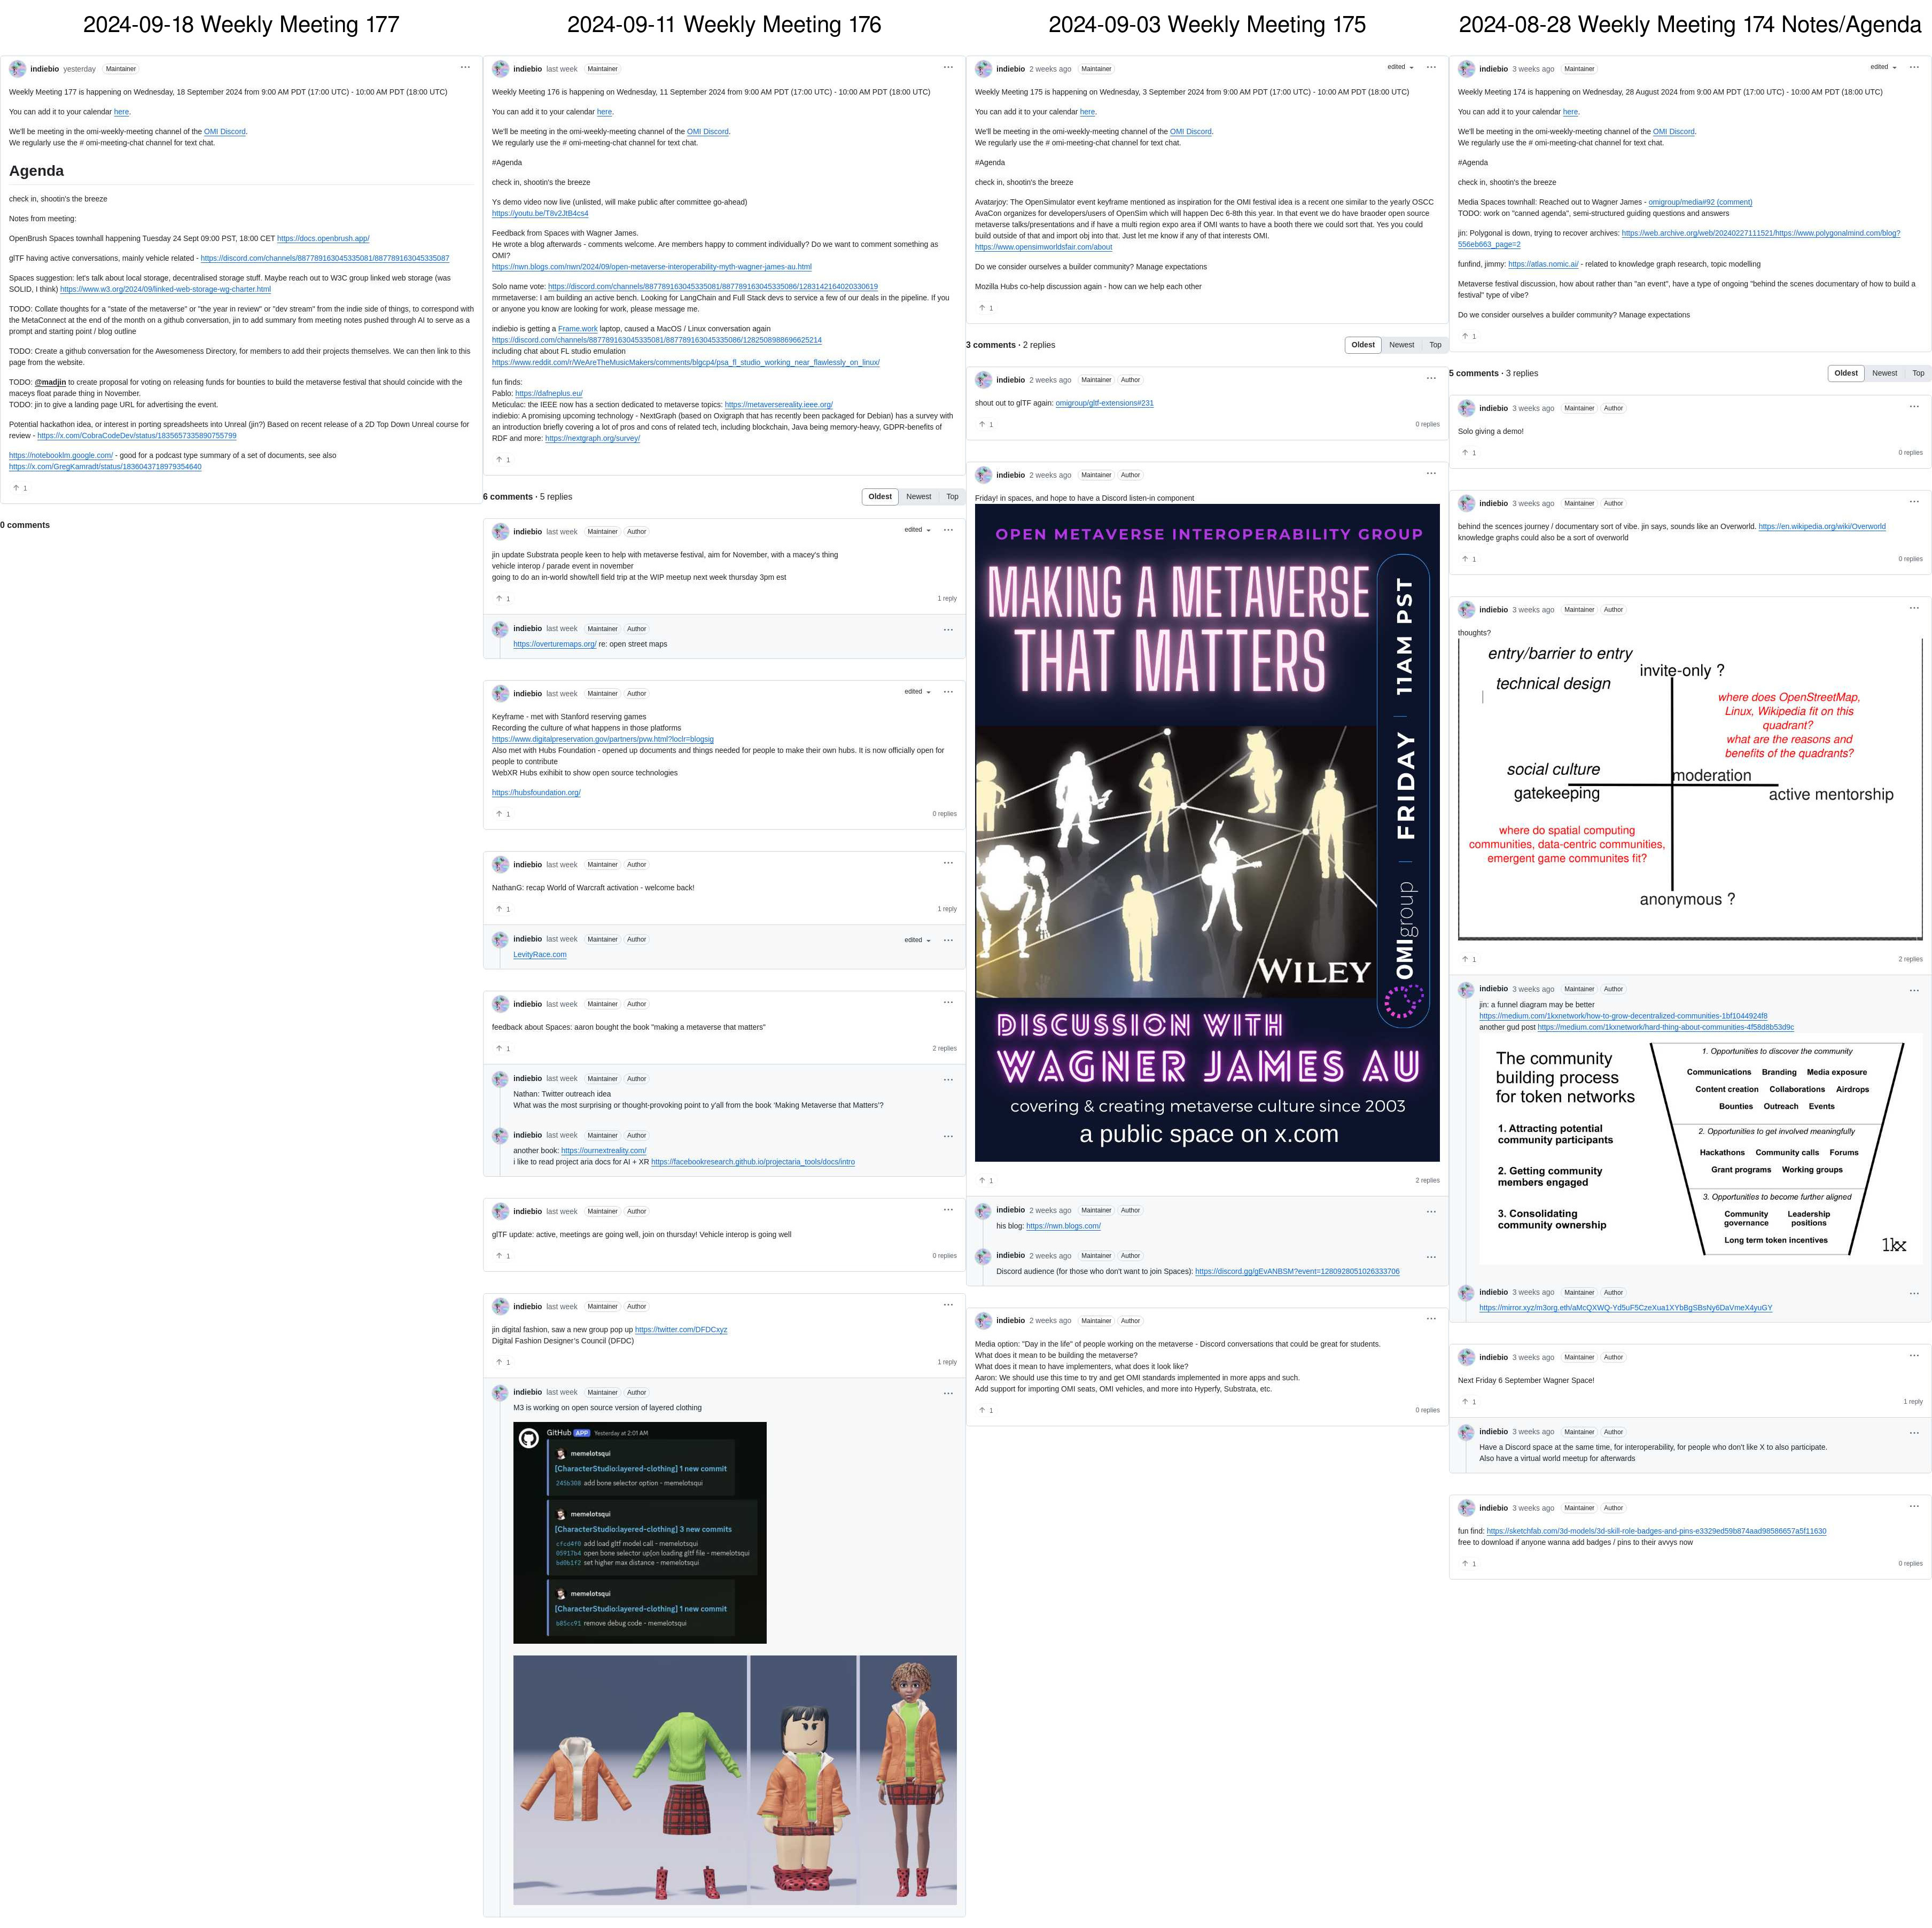 2024-09-18 Weekly Meeting 177
indiebio yesterday Maintainer
Weekly Meeting 177 is happening on Wednesday, 18 September 2024 from 9:00 AM PDT (17:00 UTC) - 10:00 AM PDT (18:00 UTC)
You can add it to your calendar here.
We'll be meeting in the omi-weekly-meeting channel of the OMI Discord.
We regularly use the # omi-meeting-chat channel for text chat.
Agenda
check in, shootin's the breeze
Notes from meeting:
OpenBrush Spaces townhall happening Tuesday 24 Sept 09:00 PST, 18:00 CET https://docs.openbrush.app/
glTF having active conversations, mainly vehicle related - https://discord.com/channels/887789163045335081/887789163045335087
Spaces suggestion: let's talk about local storage, decentralised storage stuff. Maybe reach out to W3C group linked web storage (was
SOLID, I think) https://www.w3.org/2024/09/linked-web-storage-wg-charter.html
TODO: Collate thoughts for a "state of the metaverse" or "the year in review" or "dev stream" from the indie side of things, to correspond with
the MetaConnect at the end of the month on a github conversation, jin to add summary from meeting notes pushed through AI to serve as a
prompt and starting point / blog outline
TODO: Create a github conversation for the Awesomeness Directory, for members to add their projects themselves. We can then link to this
page from the website.
TODO: @madjin to create proposal for voting on releasing funds for bounties to build the metaverse festival that should coincide with the
maceys float parade thing in November.
TODO: jin to give a landing page URL for advertising the event.
Potential hackathon idea, or interest in porting spreadsheets into Unreal (jin?) Based on recent release of a 2D Top Down Unreal course for
review - https://x.com/CobraCodeDev/status/1835657335890755799
https://notebooklm.google.com/ - good for a podcast type summary of a set of documents, see also
https://x.com/GregKamradt/status/1836043718979354640
↑ 1
0 comments
2024-09-11 Weekly Meeting 176
indiebio last week Maintainer
Weekly Meeting 176 is happening on Wednesday, 11 September 2024 from 9:00 AM PDT (17:00 UTC) - 10:00 AM PDT (18:00 UTC)
You can add it to your calendar here.
We'll be meeting in the omi-weekly-meeting channel of the OMI Discord.
We regularly use the # omi-meeting-chat channel for text chat.
#Agenda
check in, shootin's the breeze
Ys demo video now live (unlisted, will make public after committee go-ahead)
https://youtu.be/T8v2JtB4cs4
Feedback from Spaces with Wagner James.
He wrote a blog afterwards - comments welcome. Are members happy to comment individually? Do we want to comment something as
OMI?
https://nwn.blogs.com/nwn/2024/09/open-metaverse-interoperability-myth-wagner-james-au.html
Solo name vote: https://discord.com/channels/887789163045335081/887789163045335086/1283142164020330619
mrmetaverse: I am building an active bench. Looking for LangChain and Full Stack devs to service a few of our deals in the pipeline. If you
or anyone you know are looking for work, please message me.
indiebio is getting a Frame.work laptop, caused a MacOS / Linux conversation again
https://discord.com/channels/887789163045335081/887789163045335086/1282508988696625214
including chat about FL studio emulation
https://www.reddit.com/r/WeAreTheMusicMakers/comments/blgcp4/psa_fl_studio_working_near_flawlessly_on_linux/
fun finds:
Pablo: https://dafneplus.eu/
Meticulac: the IEEE now has a section dedicated to metaverse topics: https://metaversereality.ieee.org/
indiebio: A promising upcoming technology - NextGraph (based on Oxigraph that has recently been packaged for Debian) has a survey with
an introduction briefly covering a lot of pros and cons of related tech, including blockchain, Java being memory-heavy, GDPR-benefits of
RDF and more: https://nextgraph.org/survey/
↑ 1
6 comments · 5 replies
Oldest Newest Top
indiebio last week Maintainer Author edited
jin update Substrata people keen to help with metaverse festival, aim for November, with a macey's thing
vehicle interop / parade event in november
going to do an in-world show/tell field trip at the WIP meetup next week thursday 3pm est
↑ 1 1 reply
indiebio last week Maintainer Author
https://overturemaps.org/ re: open street maps
indiebio last week Maintainer Author edited
Keyframe - met with Stanford reserving games
Recording the culture of what happens in those platforms
https://www.digitalpreservation.gov/partners/pvw.html?loclr=blogsig
Also met with Hubs Foundation - opened up documents and things needed for people to make their own hubs. It is now officially open for
people to contribute
WebXR Hubs exhibit to show open source technologies
https://hubsfoundation.org/
↑ 1 0 replies
indiebio last week Maintainer Author
NathanG: recap World of Warcraft activation - welcome back!
↑ 1 1 reply
indiebio last week Maintainer Author edited
LevityRace.com
indiebio last week Maintainer Author
feedback about Spaces: aaron bought the book "making a metaverse that matters"
↑ 1 2 replies
indiebio last week Maintainer Author
Nathan: Twitter outreach idea
What was the most surprising or thought-provoking point to y'all from the book 'Making Metaverse that Matters'?
indiebio last week Maintainer Author
another book: https://ournextreality.com/
i like to read project aria docs for AI + XR https://facebookresearch.github.io/projectaria_tools/docs/intro
indiebio last week Maintainer Author
glTF update: active, meetings are going well, join on thursday! Vehicle interop is going well
↑ 1 0 replies
indiebio last week Maintainer Author
jin digital fashion, saw a new group pop up https://twitter.com/DFDCxyz
Digital Fashion Designer's Council (DFDC)
↑ 1 1 reply
indiebio last week Maintainer Author
M3 is working on open source version of layered clothing
GitHub APP Yesterday at 2:01 AM
memelotsqui
[CharacterStudio:layered-clothing] 1 new commit
245b308 add bone selector option - memelotsqui
memelotsqui
[CharacterStudio:layered-clothing] 3 new commits
cfcd4f0 add load gltf model call - memelotsqui
05917b4 open bone selector up[on loading gltf file - memelotsqui
bd0b1f2 set higher max distance - memelotsqui
memelotsqui
[CharacterStudio:layered-clothing] 1 new commit
b85cc91 remove debug code - memelotsqui
2024-09-03 Weekly Meeting 175
indiebio 2 weeks ago Maintainer edited
Weekly Meeting 175 is happening on Wednesday, 3 September 2024 from 9:00 AM PDT (17:00 UTC) - 10:00 AM PDT (18:00 UTC)
You can add it to your calendar here.
We'll be meeting in the omi-weekly-meeting channel of the OMI Discord.
We regularly use the # omi-meeting-chat channel for text chat.
#Agenda
check in, shootin's the breeze
Avatarjoy: The OpenSimulator event keyframe mentioned as inspiration for the OMI festival idea is a recent one similar to the yearly OSCC
AvaCon organizes for developers/users of OpenSim which will happen Dec 6-8th this year. In that event we do have braoder open source
metaverse talks/presentations and if have a multi region expo area if OMI wants to have a booth there we could sort that. Yes you could
build outside of that and import obj into that. Just let me know if any of that interests OMI.
https://www.opensimworldsfair.com/about
Do we consider ourselves a builder community? Manage expectations
Mozilla Hubs co-help discussion again - how can we help each other
↑ 1
3 comments · 2 replies
Oldest Newest Top
indiebio 2 weeks ago Maintainer Author
shout out to glTF again: omigroup/gltf-extensions#231
↑ 1 0 replies
indiebio 2 weeks ago Maintainer Author
Friday! in spaces, and hope to have a Discord listen-in component
OPEN METAVERSE INTEROPERABILITY GROUP
MAKING A METAVERSE
THAT MATTERS
OMIgroup | FRIDAY | 11AM PST
WILEY
DISCUSSION WITH
WAGNER JAMES AU
covering & creating metaverse culture since 2003
a public space on x.com
↑ 1 2 replies
indiebio 2 weeks ago Maintainer Author
his blog: https://nwn.blogs.com/
indiebio 2 weeks ago Maintainer Author
Discord audience (for those who don't want to join Spaces): https://discord.gg/gEvANBSM?event=1280928051026333706
indiebio 2 weeks ago Maintainer Author
Media option: "Day in the life" of people working on the metaverse - Discord conversations that could be great for students.
What does it mean to be building the metaverse?
What does it mean to have implementers, what does it look like?
Aaron: We should use this time to try and get OMI standards implemented in more apps and such.
Add support for importing OMI seats, OMI vehicles, and more into Hyperfy, Substrata, etc.
↑ 1 0 replies
2024-08-28 Weekly Meeting 174 Notes/Agenda
indiebio 3 weeks ago Maintainer edited
Weekly Meeting 174 is happening on Wednesday, 28 August 2024 from 9:00 AM PDT (17:00 UTC) - 10:00 AM PDT (18:00 UTC)
You can add it to your calendar here.
We'll be meeting in the omi-weekly-meeting channel of the OMI Discord.
We regularly use the # omi-meeting-chat channel for text chat.
#Agenda
check in, shootin's the breeze
Media Spaces townhall: Reached out to Wagner James - omigroup/media#92 (comment)
TODO: work on "canned agenda", semi-structured guiding questions and answers
jin: Polygonal is down, trying to recover archives: https://web.archive.org/web/20240227111521/https://www.polygonalmind.com/blog?
556eb663_page=2
funfind, jimmy: https://atlas.nomic.ai/ - related to knowledge graph research, topic modelling
Metaverse festival discussion, how about rather than "an event", have a type of ongoing "behind the scenes documentary of how to build a
festival" type of vibe?
Do we consider ourselves a builder community? Manage expectations
↑ 1
5 comments · 3 replies
Oldest Newest Top
indiebio 3 weeks ago Maintainer Author
Solo giving a demo!
↑ 1 0 replies
indiebio 3 weeks ago Maintainer Author
behind the scences journey / documentary sort of vibe. jin says, sounds like an Overworld. https://en.wikipedia.org/wiki/Overworld
knowledge graphs could also be a sort of overworld
↑ 1 0 replies
indiebio 3 weeks ago Maintainer Author
thoughts?
entry/barrier to entry
invite-only ?
technical design
where does OpenStreetMap,
Linux, Wikipedia fit on this
quadrant?
what are the reasons and
benefits of the quadrants?
social culture
moderation
gatekeeping
active mentorship
where do spatial computing
communities, data-centric communities,
emergent game communites fit?
anonymous ?
↑ 1 2 replies
indiebio 3 weeks ago Maintainer Author
jin: a funnel diagram may be better
https://medium.com/1kxnetwork/how-to-grow-decentralized-communities-1bf1044924f8
another gud post https://medium.com/1kxnetwork/hard-thing-about-communities-4f58d8b53d9c
The community
building process
for token networks
1. Attracting potential
community participants
2. Getting community
members engaged
3. Consolidating
community ownership
1. Opportunities to discover the community
Communications Branding Media exposure
Content creation Collaborations Airdrops
Bounties Outreach Events
2. Opportunities to get involved meaningfully
Hackathons Community calls Forums
Grant programs Working groups
3. Opportunities to become further aligned
Community governance Leadership positions
Long term token incentives
1kx
indiebio 3 weeks ago Maintainer Author
https://mirror.xyz/m3org.eth/aMcQXWQ-Yd5uF5CzeXua1XYbBgSBsNy6DaVmeX4yuGY
indiebio 3 weeks ago Maintainer Author
Next Friday 6 September Wagner Space!
↑ 1 1 reply
indiebio 3 weeks ago Maintainer Author
Have a Discord space at the same time, for interoperability, for people who don't like X to also participate.
Also have a virtual world meetup for afterwards
indiebio 3 weeks ago Maintainer Author
fun find: https://sketchfab.com/3d-models/3d-skill-role-badges-and-pins-e3329ed59b874aad98586657a5f11630
free to download if anyone wanna add badges / pins to their avvys now
↑ 1 0 replies